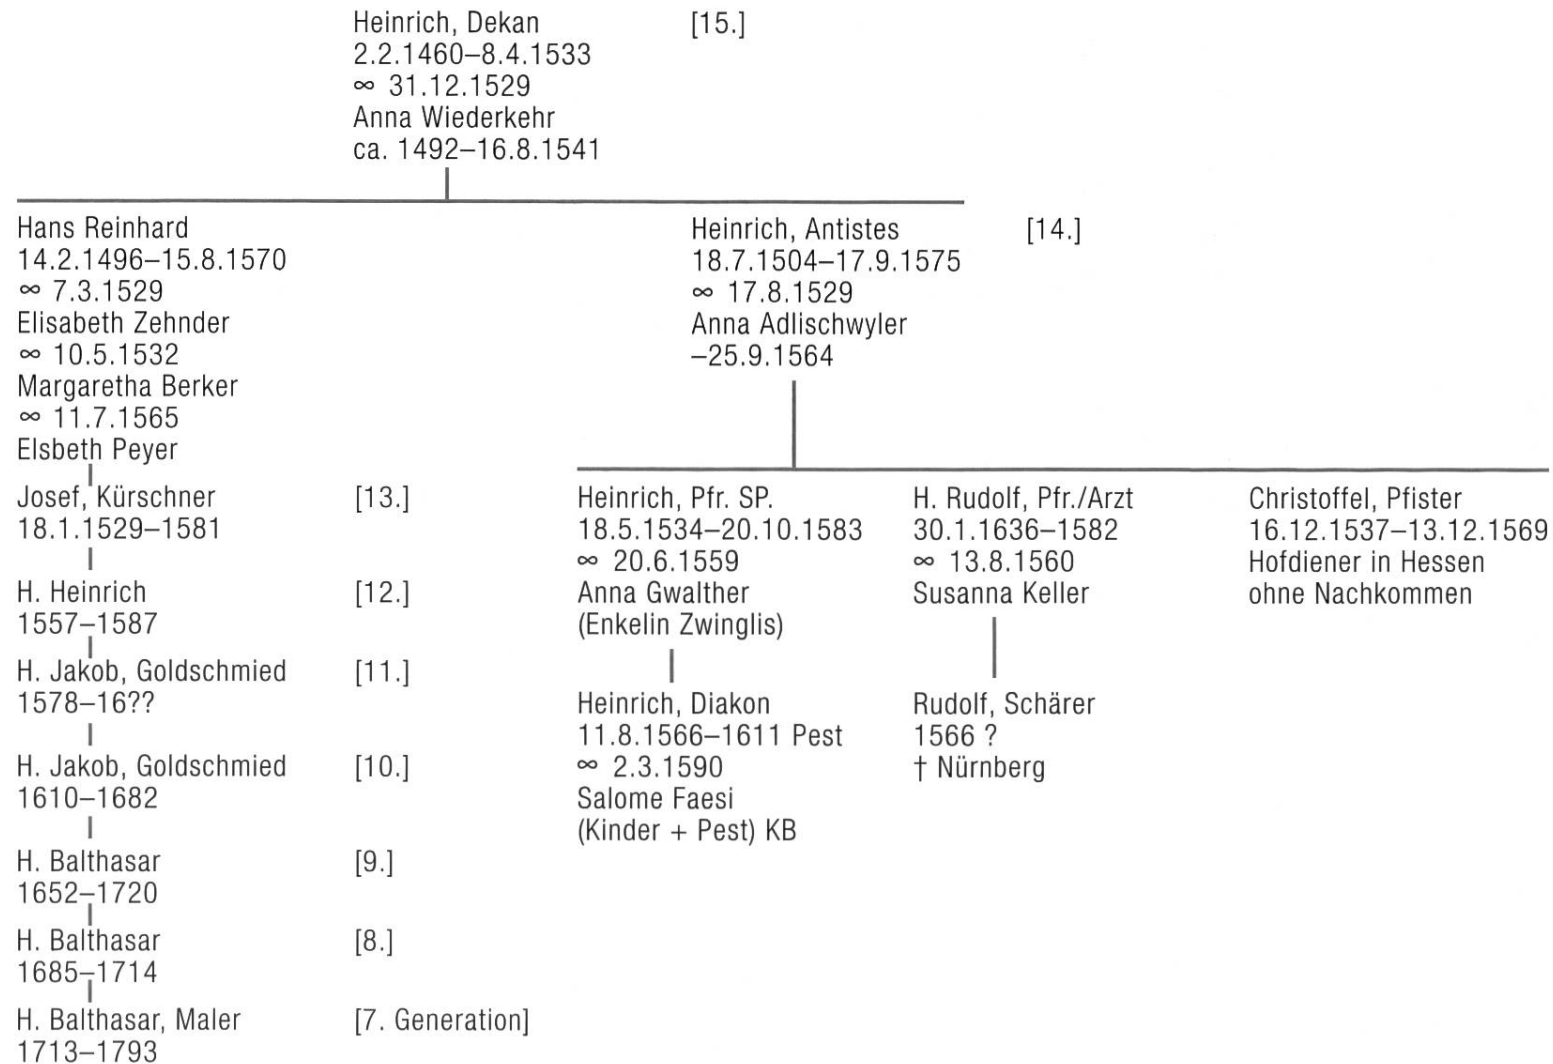 Heinrich, Dekan [15.]
2.2.1460–8.4.1533
∞ 31.12.1529
Anna Wiederkehr
ca. 1492–16.8.1541
Hans Reinhard
14.2.1496–15.8.1570
∞ 7.3.1529
Elisabeth Zehnder
∞ 10.5.1532
Margaretha Berker
∞ 11.7.1565
Elsbeth Peyer
Heinrich, Antistes [14.]
18.7.1504–17.9.1575
∞ 17.8.1529
Anna Adlischwyler
–25.9.1564
Josef, Kürschner [13.]
18.1.1529–1581
H. Heinrich [12.]
1557–1587
H. Jakob, Goldschmied [11.]
1578–16??
H. Jakob, Goldschmied [10.]
1610–1682
H. Balthasar [9.]
1652–1720
H. Balthasar [8.]
1685–1714
H. Balthasar, Maler [7. Generation]
1713–1793
Heinrich, Pfr. SP.
18.5.1534–20.10.1583
∞ 20.6.1559
Anna Gwalther
(Enkelin Zwinglis)
Heinrich, Diakon
11.8.1566–1611 Pest
∞ 2.3.1590
Salome Faesi
(Kinder + Pest) KB
H. Rudolf, Pfr./Arzt
30.1.1636–1582
∞ 13.8.1560
Susanna Keller
Rudolf, Schärer
1566 ?
† Nürnberg
Christoffel, Pfister
16.12.1537–13.12.1569
Hofdiener in Hessen
ohne Nachkommen